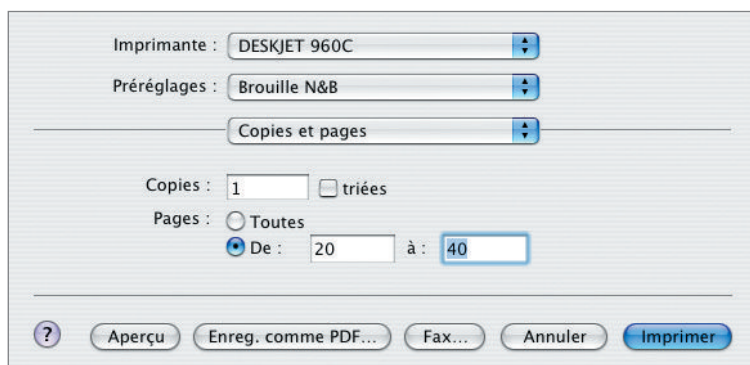 Imprimante : DESKJET 960C
Préréglages : Brouille N&B
Copies et pages
Copies : 1 triées
Pages : Toutes
De : 20 à : 40
? Aperçu Enreg. comme PDF... Fax... Annuler Imprimer